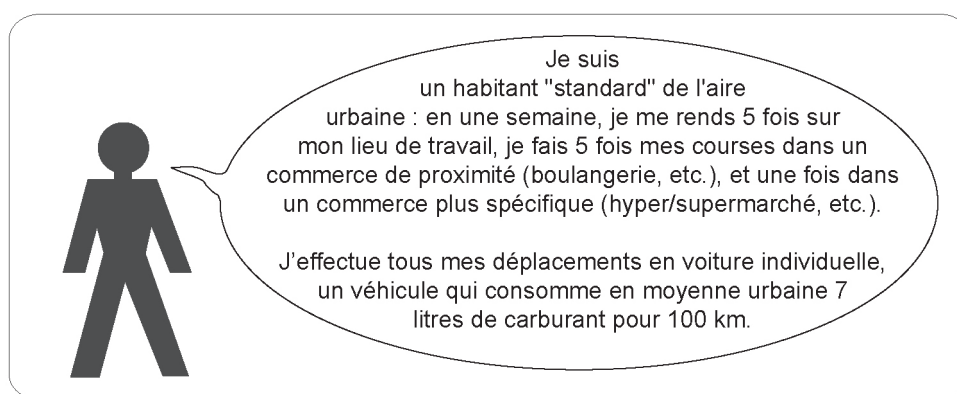 Je suis
un habitant "standard" de l'aire
urbaine : en une semaine, je me rends 5 fois sur
mon lieu de travail, je fais 5 fois mes courses dans un
commerce de proximité (boulangerie, etc.), et une fois dans
un commerce plus spécifique (hyper/supermarché, etc.).
J’effectue tous mes déplacements en voiture individuelle,
un véhicule qui consomme en moyenne urbaine 7
litres de carburant pour 100 km.